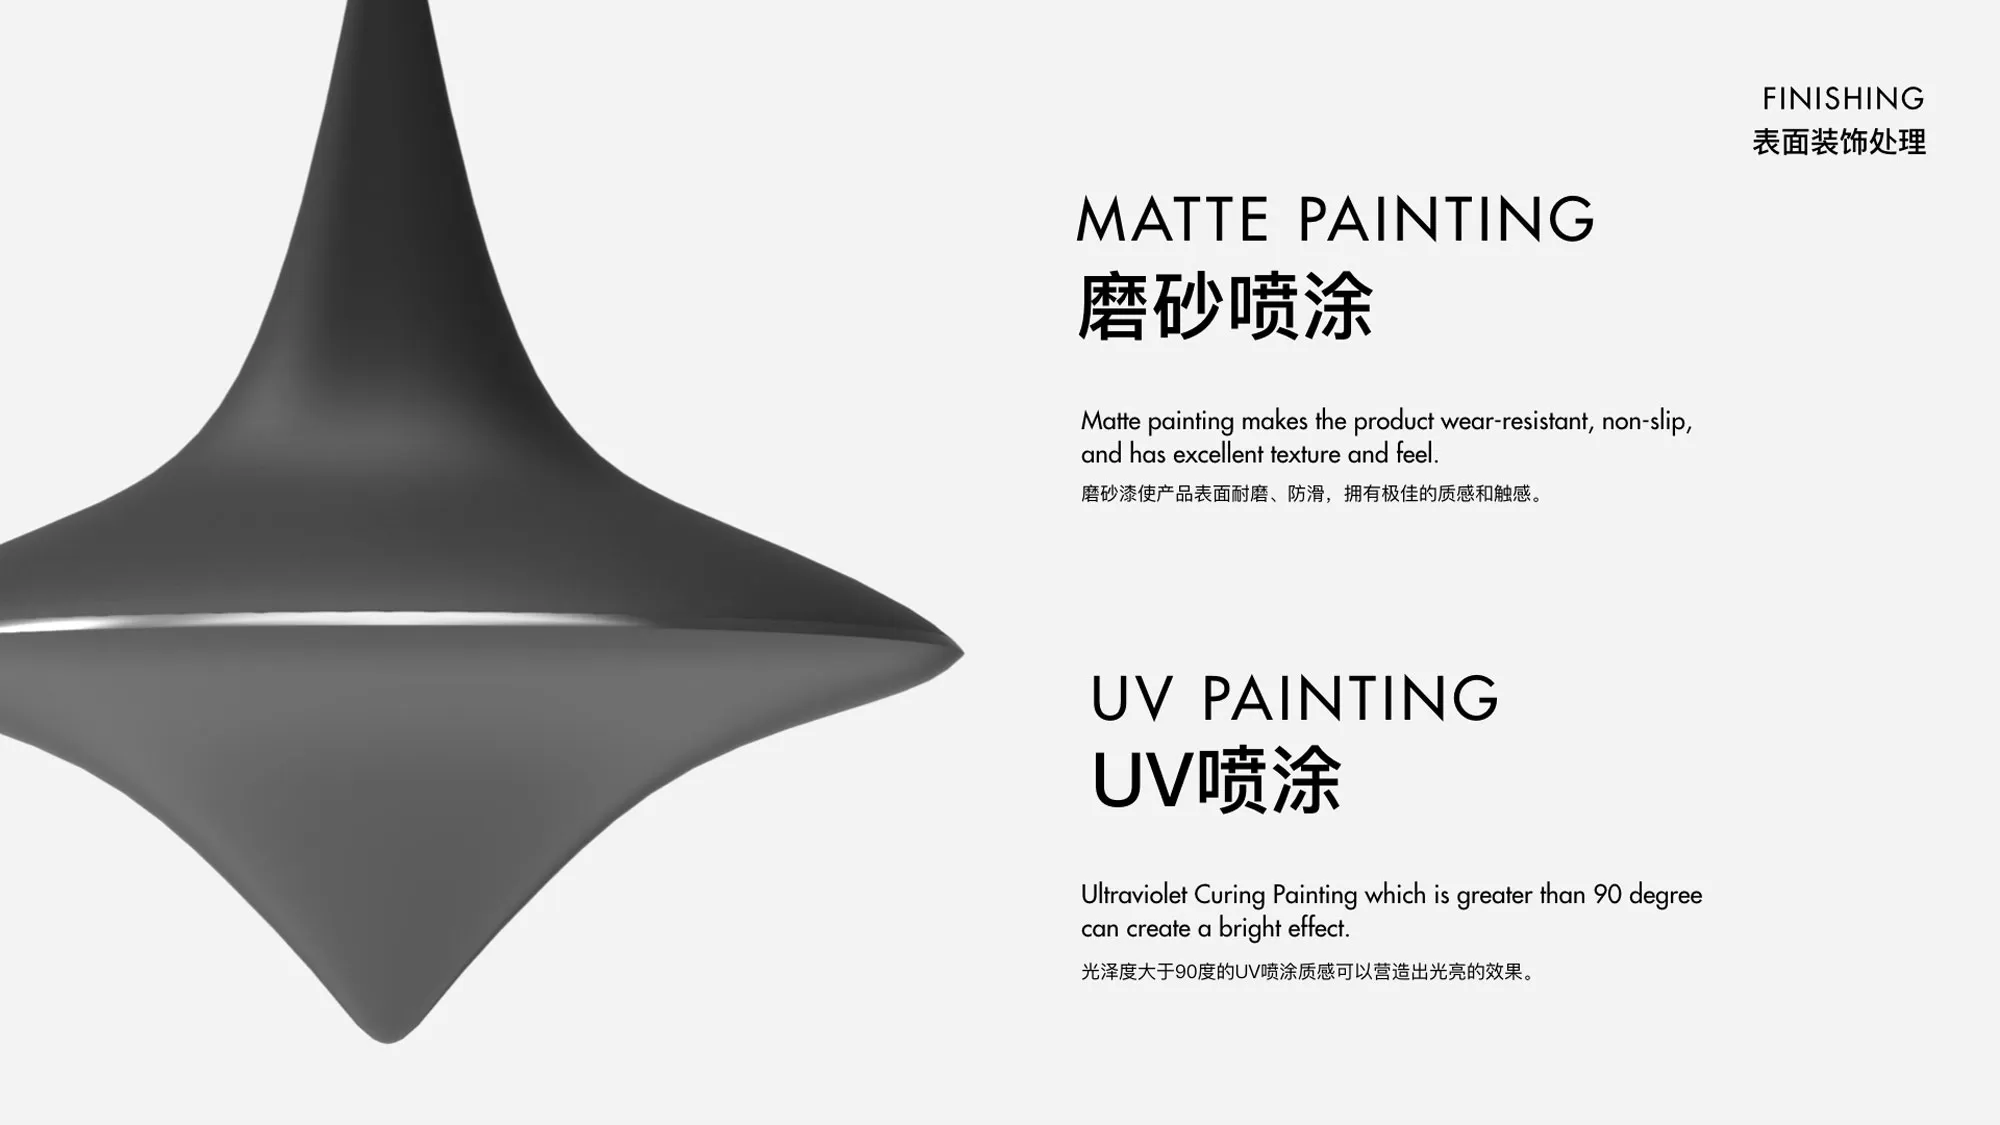 FINISHING
表面装饰处理
MATTE PAINTING
磨砂喷涂
Matte painting makes the product wear-resistant, non-slip,
and has excellent texture and feel.
磨砂漆使产品表面耐磨、防滑，拥有极佳的质感和触感。
UV PAINTING
UV喷涂
Ultraviolet Curing Painting which is greater than 90 degree
can create a bright effect.
光泽度大于90度的UV喷涂质感可以营造出光亮的效果。